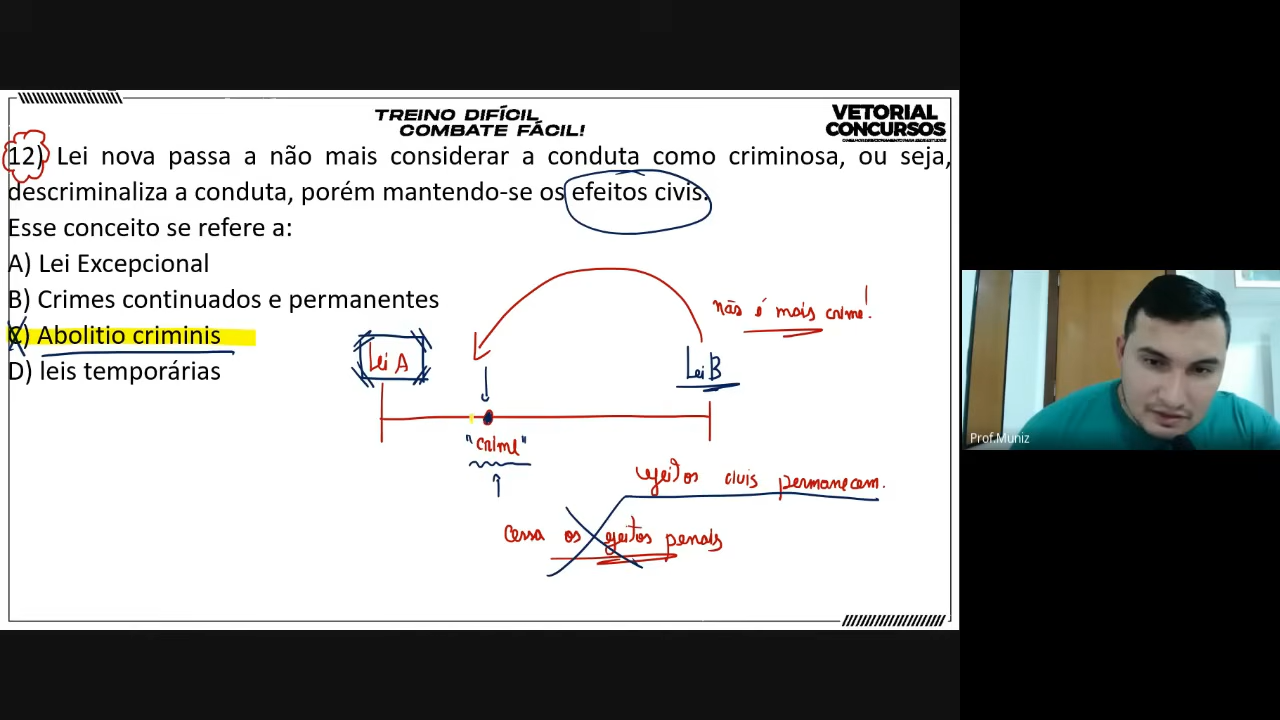 TREINO DIFÍCIL
COMBATE FÁCIL!
VETORIAL
CONCURSOS
12) Lei nova passa a não mais considerar a conduta como criminosa, ou seja,
descriminaliza a conduta, porém mantendo-se os efeitos civis.
Esse conceito se refere a:
A) Lei Excepcional
B) Crimes continuados e permanentes
C) Abolitio criminis
D) leis temporárias
não é mais crime!
Lei A
Lei B
"crime"
efeitos civis permanecem.
cessa os efeitos penais
Prof.Muniz